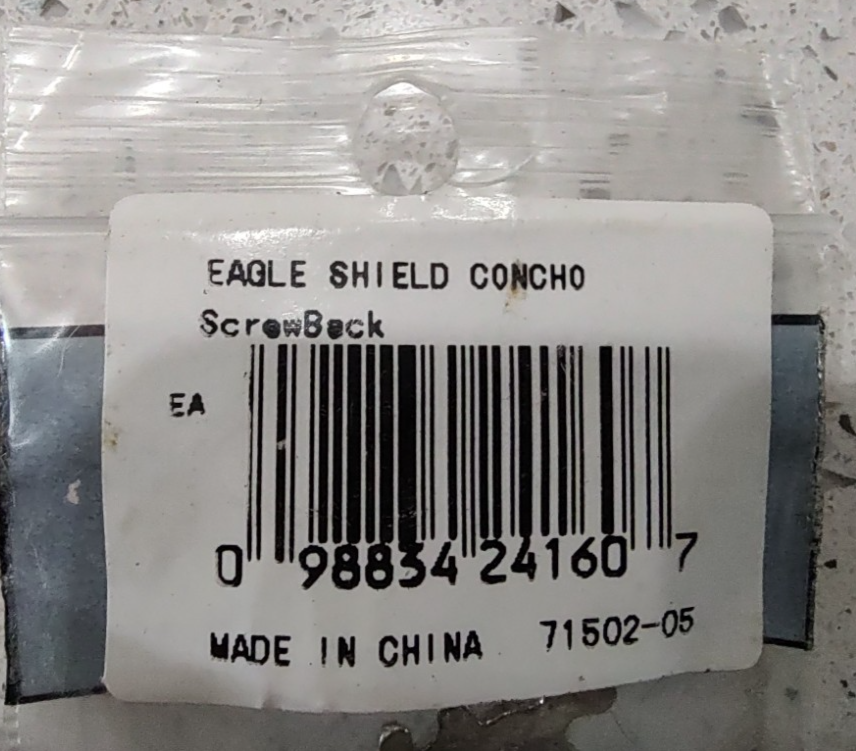 EAGLE SHIELD CONCHO
ScrewBack
EA
0 98834 24160 7
MADE IN CHINA 71502-05